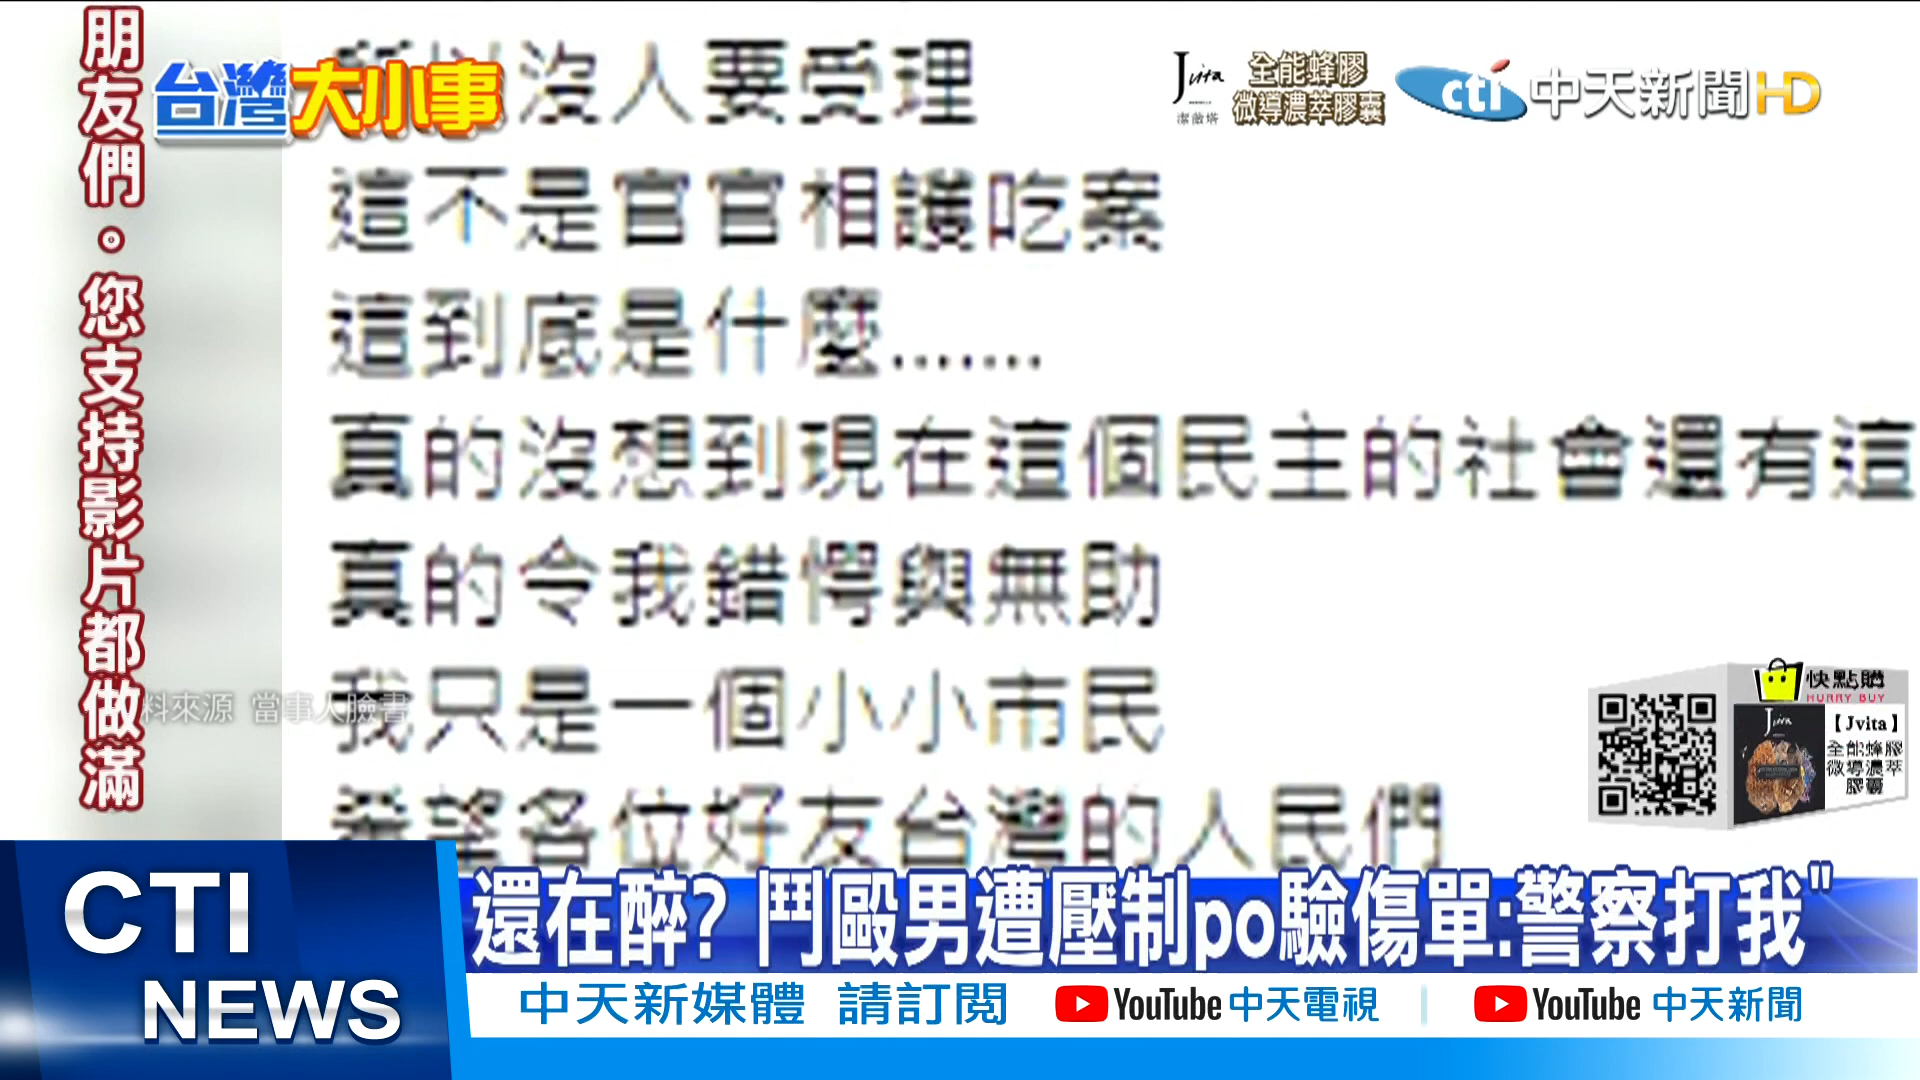 朋友們。您支持影片都做滿
台灣大小事
沒人要受理
這不是官官相護吃案
這到底是什麼.......
真的沒想到現在這個民主的社會還有這
真的令我錯愕與無助
我只是一個小小市民
希望各位好友台灣的人民們
料來源 當事人臉書
Jvita
潔薇塔
全能蜂膠
微導濃萃膠囊
cti 中天新聞HD
快點購
HURRY BUY
Jvita
【Jvita】
全能蜂膠
微導濃萃
膠囊
CTI
NEWS
還在醉? 鬥毆男遭壓制po驗傷單:警察打我"
中天新媒體 請訂閱 YouTube 中天電視 | YouTube 中天新聞